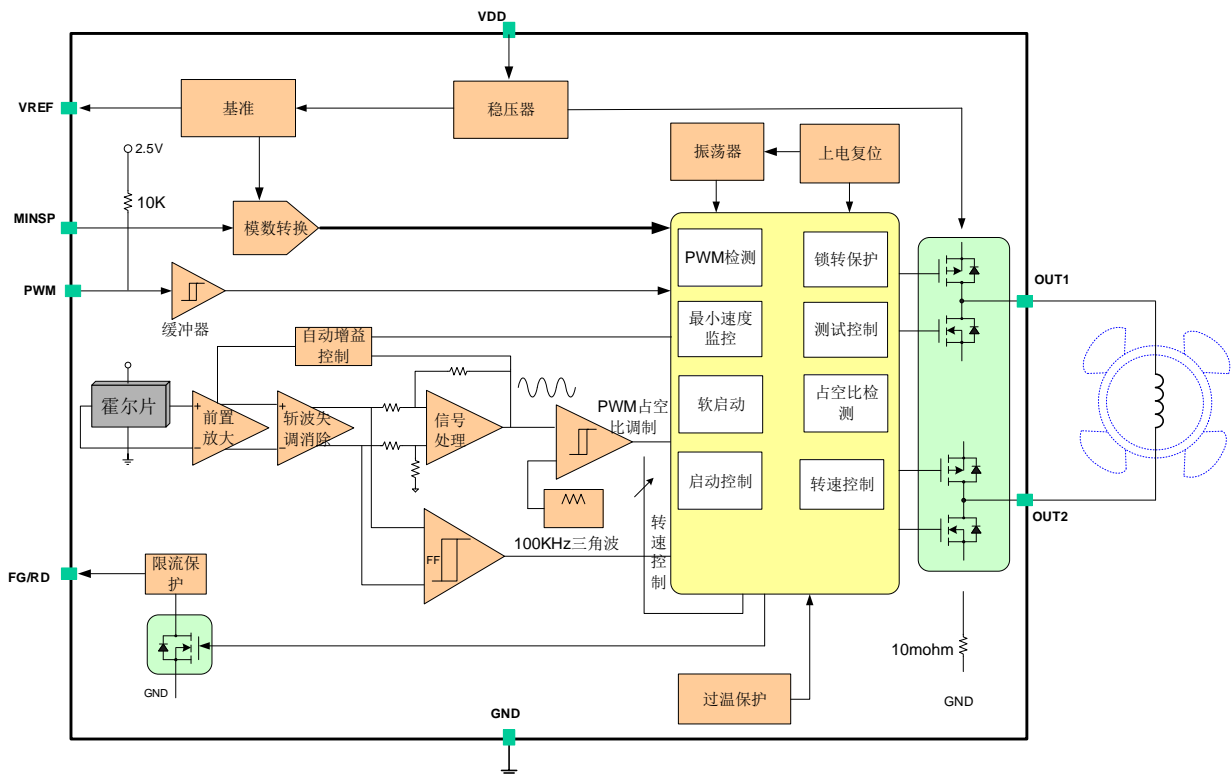 VDD
VREF
基准
稳压器
2.5V
振荡器
上电复位
10K
MINSP
模数转换
PWM检测
锁转保护
PWM
OUT1
缓冲器
最小速度
监控
测试控制
自动增益
控制
霍尔片
前置
放大
斩波失
调消除
信号
处理
PWM占空
比调制
软启动
占空比检
测
启动控制
转速控制
OUT2
100KHz三角波
转
速
控
制
FF
FG/RD
限流保
护
10mohm
GND
过温保护
GND
GND